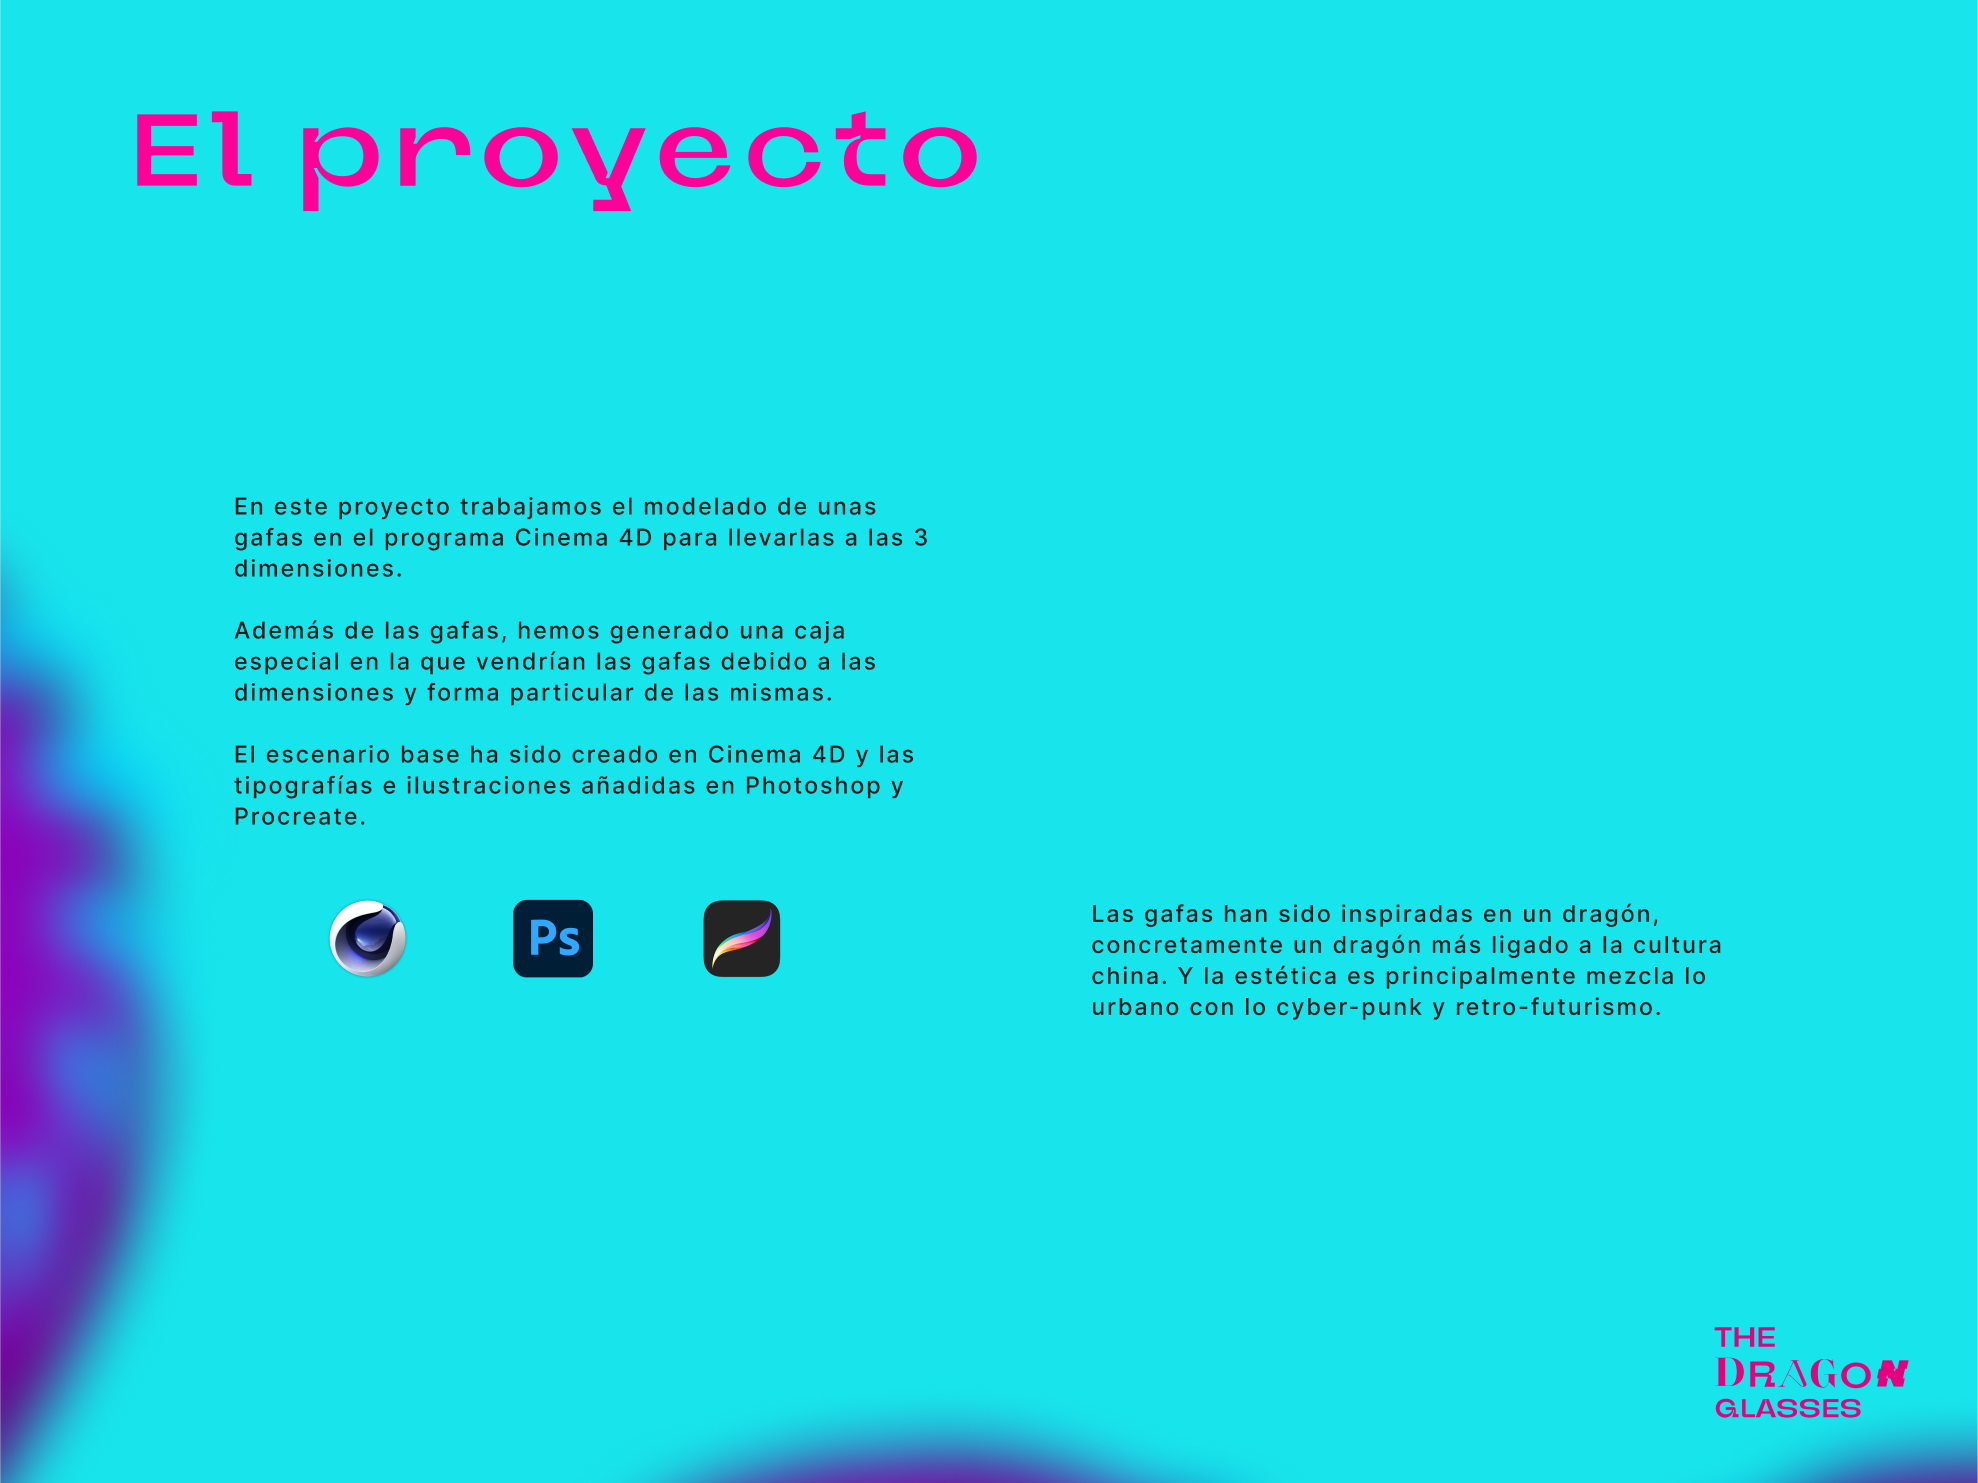 El proyecto
En este proyecto trabajamos el modelado de unas
gafas en el programa Cinema 4D para llevarlas a las 3
dimensiones.
Además de las gafas, hemos generado una caja
especial en la que vendrían las gafas debido a las
dimensiones y forma particular de las mismas.
El escenario base ha sido creado en Cinema 4D y las
tipografías e ilustraciones añadidas en Photoshop y
Procreate.
Ps
Las gafas han sido inspiradas en un dragón,
concretamente un dragón más ligado a la cultura
china. Y la estética es principalmente mezcla lo
urbano con lo cyber-punk y retro-futurismo.
THE
DRAGON
GLASSES